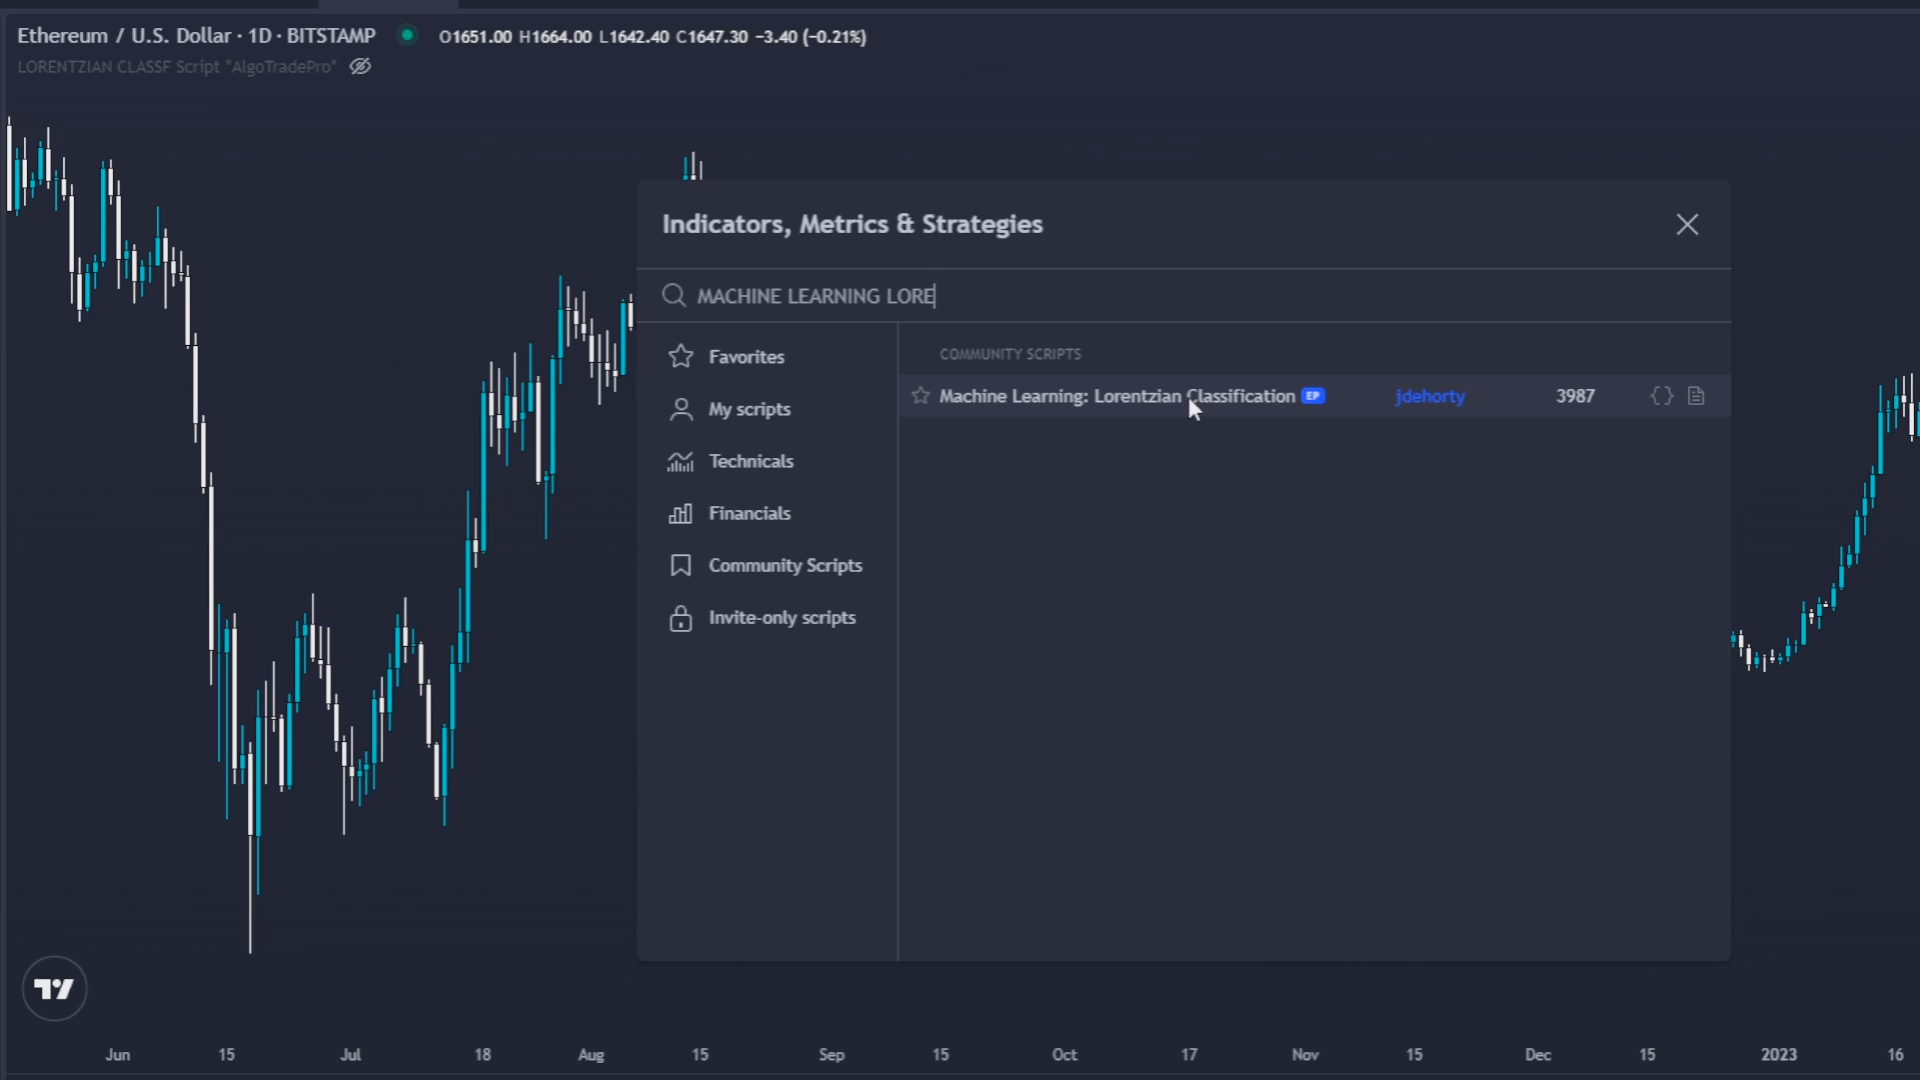 Ethereum / U.S. Dollar · 1D · BITSTAMP O1651.00 H1664.00 L1642.40 C1647.30 −3.40 (−0.21%)
LORENTZIAN CLASSF Script *AlgoTradePro*
Indicators, Metrics & Strategies
MACHINE LEARNING LORE
Favorites
My scripts
Technicals
Financials
Community Scripts
Invite-only scripts
COMMUNITY SCRIPTS
Machine Learning: Lorentzian Classification EP jdehorty 3987
Jun 15 Jul 18 Aug 15 Sep 15 Oct 17 Nov 15 Dec 15 2023 16